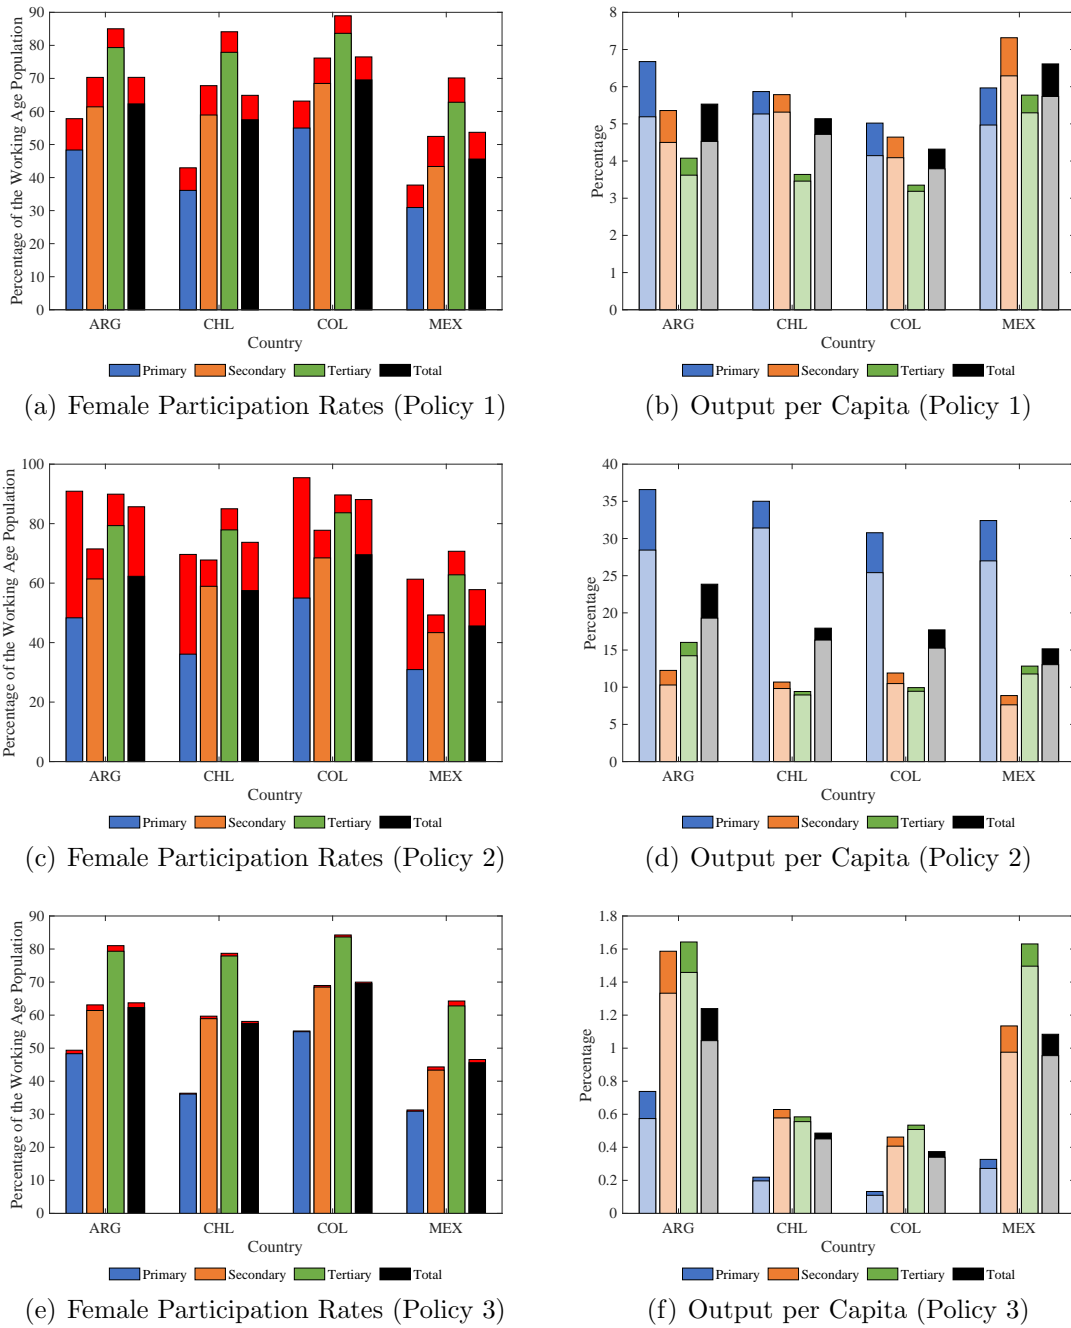 Percentage of the Working Age Population
90
80
70
60
50
40
30
20
10
0
ARG CHL COL MEX
Country
Primary Secondary Tertiary Total
(a) Female Participation Rates (Policy 1)
Percentage
8
7
6
5
4
3
2
1
0
ARG CHL COL MEX
Country
Primary Secondary Tertiary Total
(b) Output per Capita (Policy 1)
Percentage of the Working Age Population
100
80
60
40
20
0
ARG CHL COL MEX
Country
Primary Secondary Tertiary Total
(c) Female Participation Rates (Policy 2)
Percentage
40
35
30
25
20
15
10
5
0
ARG CHL COL MEX
Country
Primary Secondary Tertiary Total
(d) Output per Capita (Policy 2)
Percentage of the Working Age Population
90
80
70
60
50
40
30
20
10
0
ARG CHL COL MEX
Country
Primary Secondary Tertiary Total
(e) Female Participation Rates (Policy 3)
Percentage
1.8
1.6
1.4
1.2
1
0.8
0.6
0.4
0.2
0
ARG CHL COL MEX
Country
Primary Secondary Tertiary Total
(f) Output per Capita (Policy 3)